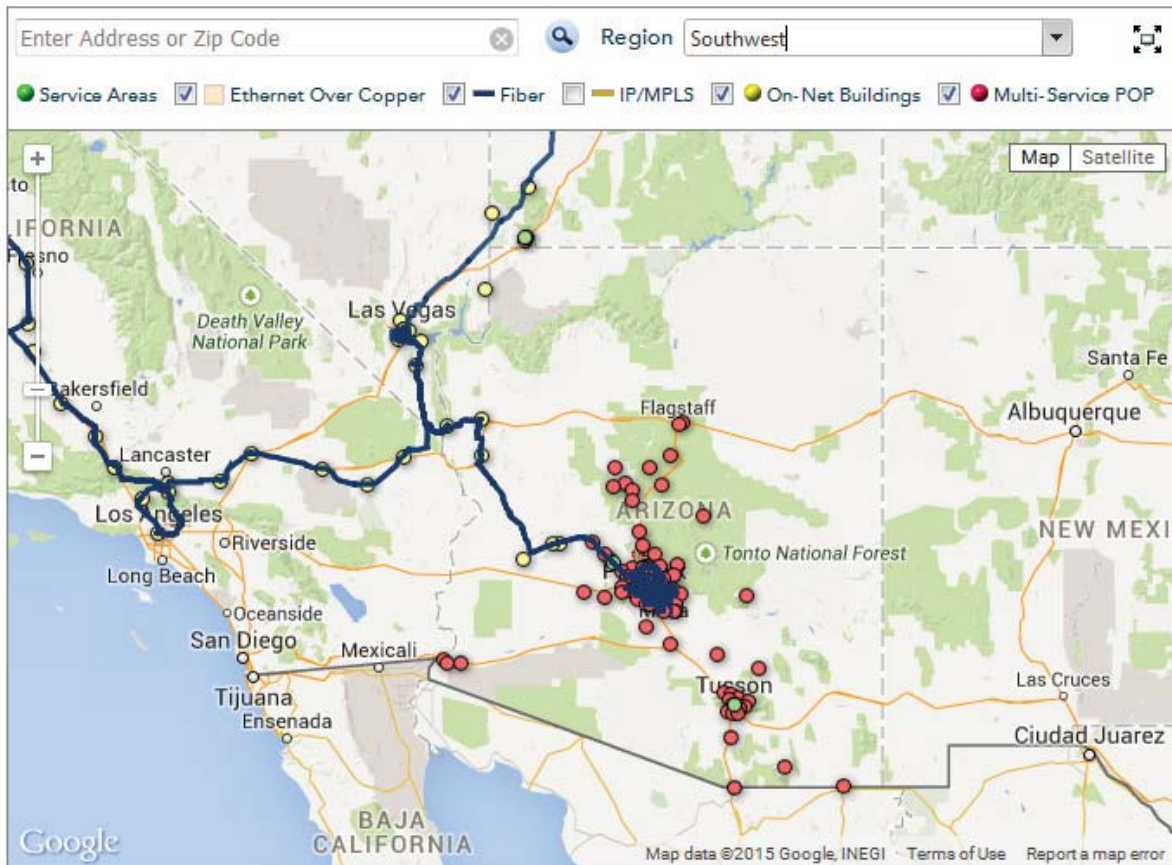 Enter Address or Zip Code Region Southwest
Service Areas Ethernet Over Copper Fiber IP/MPLS On-Net Buildings Multi-Service POP
Map Satellite
LIFORNIA
Fresno
Las Vegas
Death Valley
National Park
Santa Fe
akersfield
Flagstaff
Albuquerque
Lancaster
Los Angeles
ARIZONA
NEW MEXI
Riverside
Tonto National Forest
Long Beach
Oceanside
San Diego
Mexicali
Tucson
Las Cruces
Tijuana
Ensenada
Ciudad Juarez
BAJA
CALIFORNIA
Google
Map data ©2015 Google, INEGI Terms of Use Report a map error